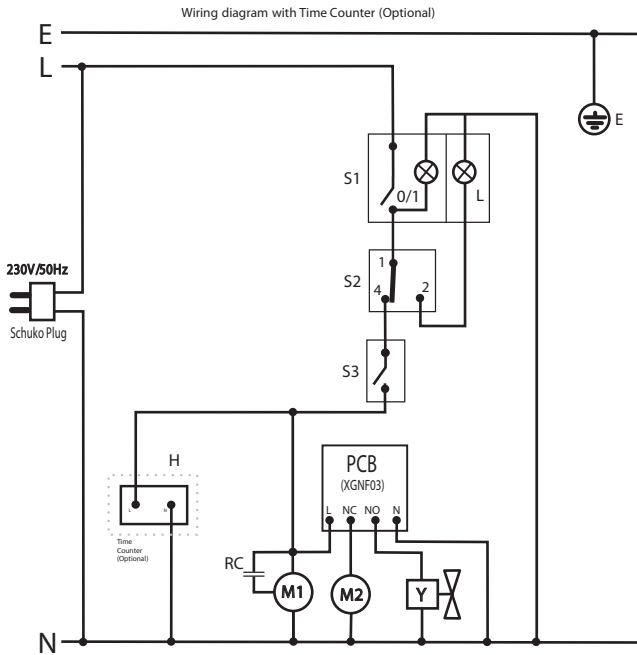 Wiring diagram with Time Counter (Optional)
E
L
E
S1
0/1
L
230V/50Hz
1
S2
4
2
Schuko Plug
S3
H
PCB
(XGNF03)
L N
L NC NO N
Time
Counter
(Optional)
RC
M1
M2
Y
N